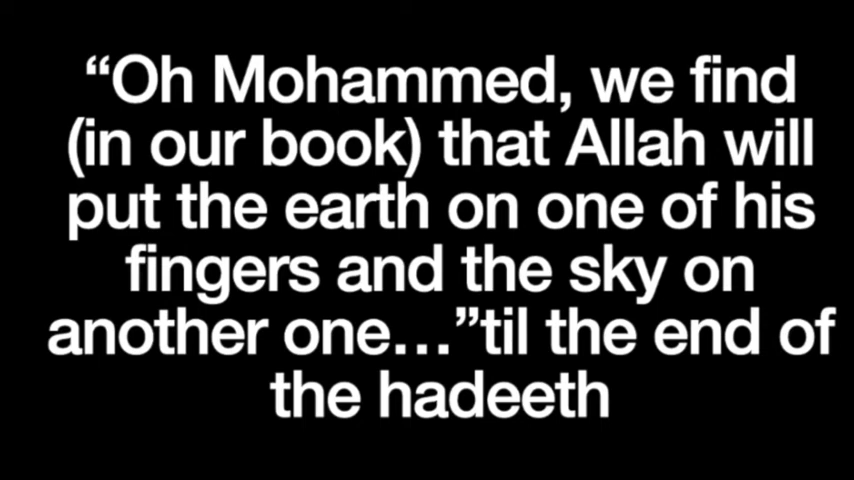 “Oh Mohammed, we find
(in our book) that Allah will
put the earth on one of his
fingers and the sky on
another one...”til the end of
the hadeeth